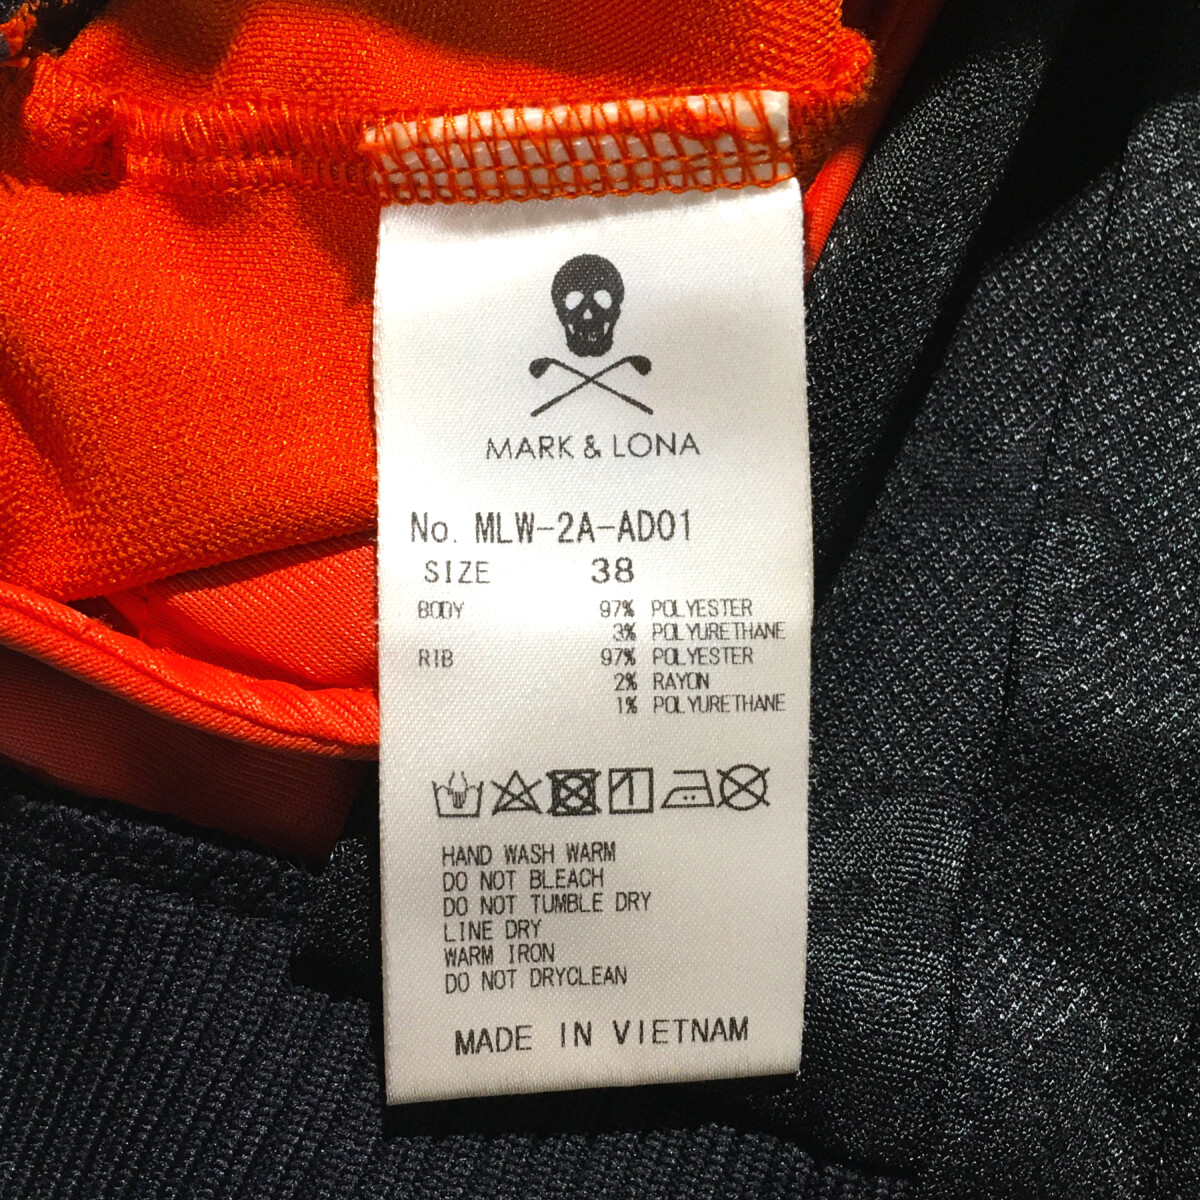 MARK & LONA
No. MLW-2A-AD01
SIZE 38
BODY 97% POLYESTER
3% POLYURETHANE
RIB 97% POLYESTER
2% RAYON
1% POLYURETHANE
HAND WASH WARM
DO NOT BLEACH
DO NOT TUMBLE DRY
LINE DRY
WARM IRON
DO NOT DRYCLEAN
MADE IN VIETNAM